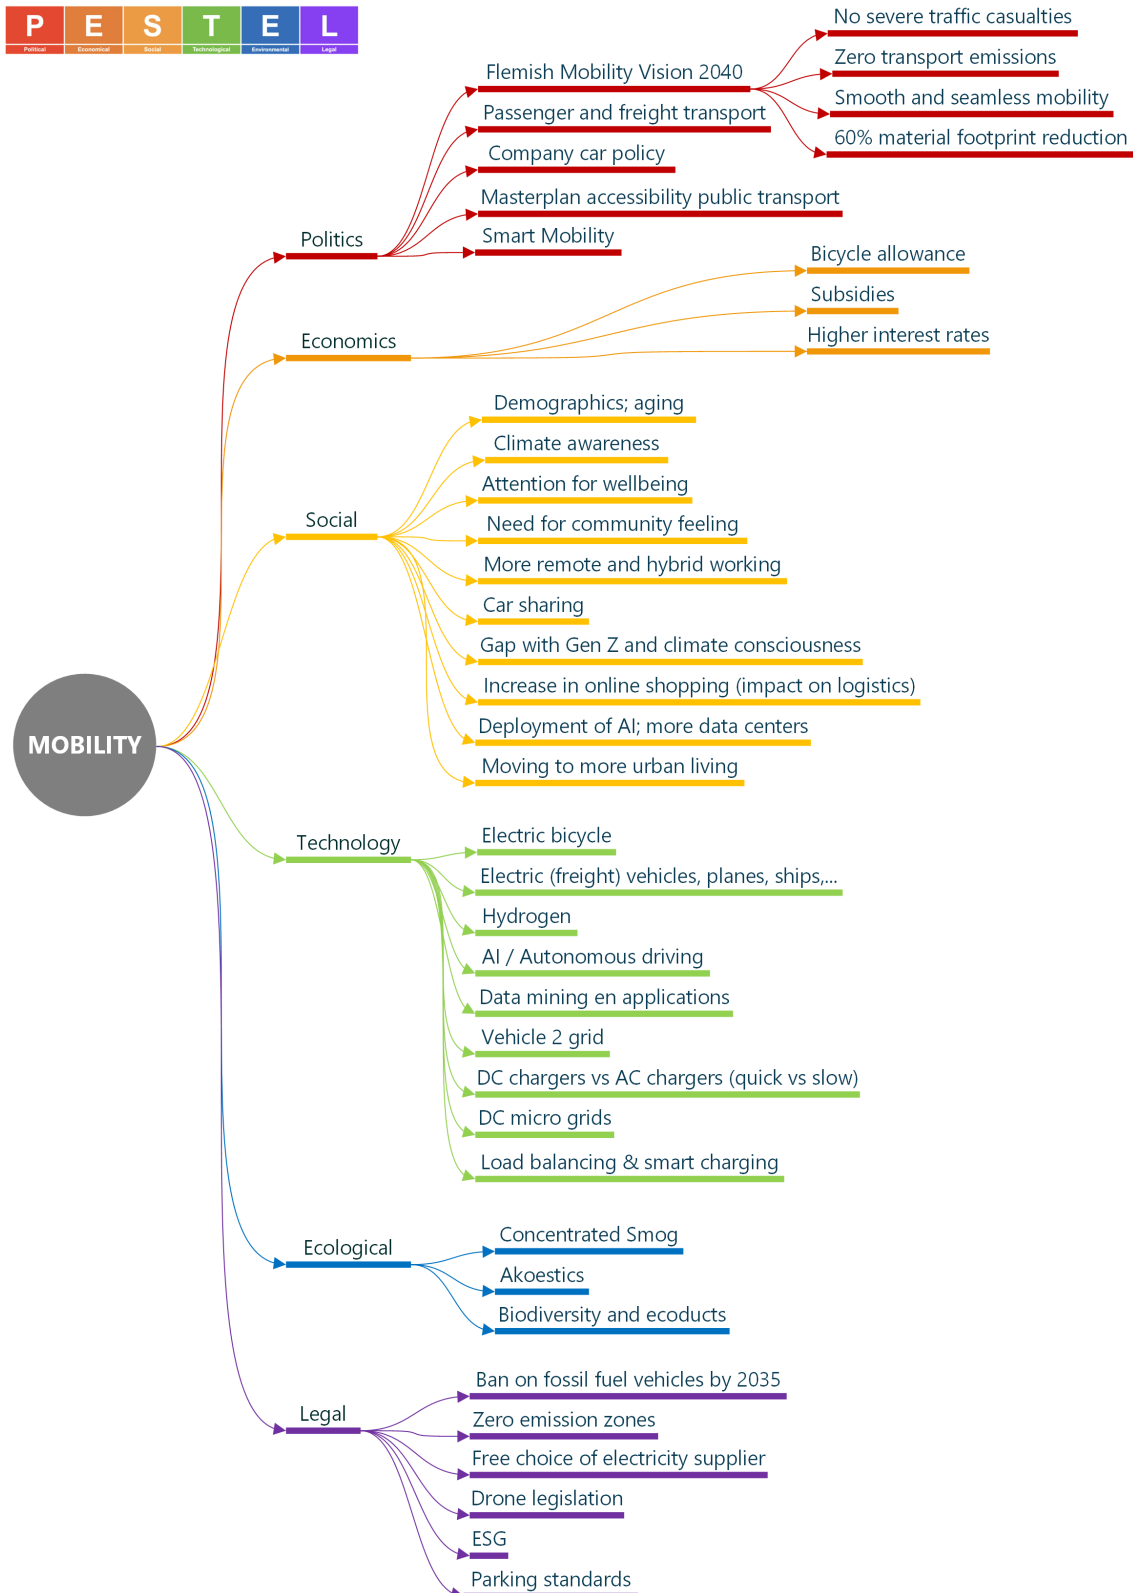 P E S T E L
Political Economical Social Technological Environmental Legal
MOBILITY
Politics
Flemish Mobility Vision 2040
No severe traffic casualties
Zero transport emissions
Smooth and seamless mobility
60% material footprint reduction
Passenger and freight transport
Company car policy
Masterplan accessibility public transport
Smart Mobility
Economics
Bicycle allowance
Subsidies
Higher interest rates
Social
Demographics; aging
Climate awareness
Attention for wellbeing
Need for community feeling
More remote and hybrid working
Car sharing
Gap with Gen Z and climate consciousness
Increase in online shopping (impact on logistics)
Deployment of AI; more data centers
Moving to more urban living
Technology
Electric bicycle
Electric (freight) vehicles, planes, ships,...
Hydrogen
AI / Autonomous driving
Data mining en applications
Vehicle 2 grid
DC chargers vs AC chargers (quick vs slow)
DC micro grids
Load balancing & smart charging
Ecological
Concentrated Smog
Akoestics
Biodiversity and ecoducts
Legal
Ban on fossil fuel vehicles by 2035
Zero emission zones
Free choice of electricity supplier
Drone legislation
ESG
Parking standards